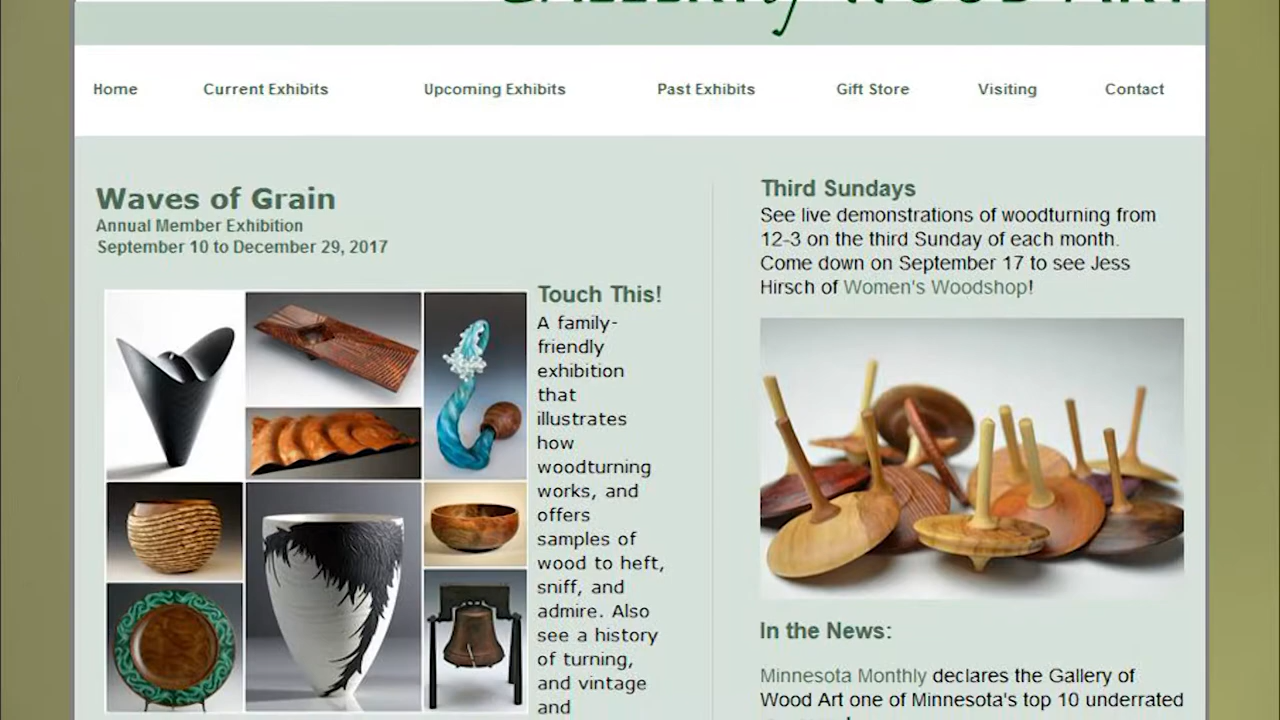 GALLERY of WOOD ART
Home Current Exhibits Upcoming Exhibits Past Exhibits Gift Store Visiting Contact
Waves of Grain
Annual Member Exhibition
September 10 to December 29, 2017
Touch This!
A family-
friendly
exhibition
that
illustrates
how
woodturning
works, and
offers
samples of
wood to heft,
sniff, and
admire. Also
see a history
of turning,
and vintage
and
Third Sundays
See live demonstrations of woodturning from
12-3 on the third Sunday of each month.
Come down on September 17 to see Jess
Hirsch of Women's Woodshop!
In the News:
Minnesota Monthly declares the Gallery of
Wood Art one of Minnesota's top 10 underrated